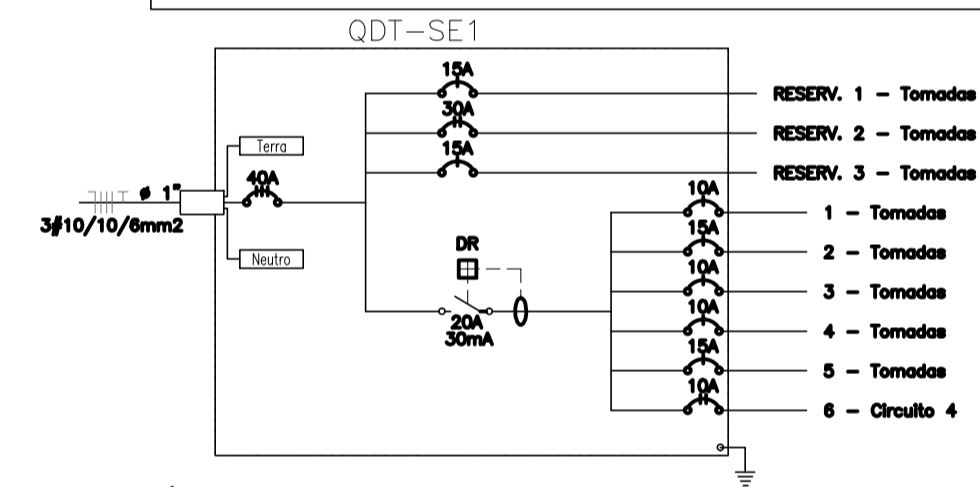 QDT-SE1
15A
RESERV. 1 - Tomadas
30A
RESERV. 2 - Tomadas
15A
RESERV. 3 - Tomadas
Terra
40A
ø 1"
3#10/10/6mm2
Neutro
10A
1 - Tomadas
15A
2 - Tomadas
10A
3 - Tomadas
10A
4 - Tomadas
15A
5 - Tomadas
10A
6 - Circuito 4
DR
20A
30mA